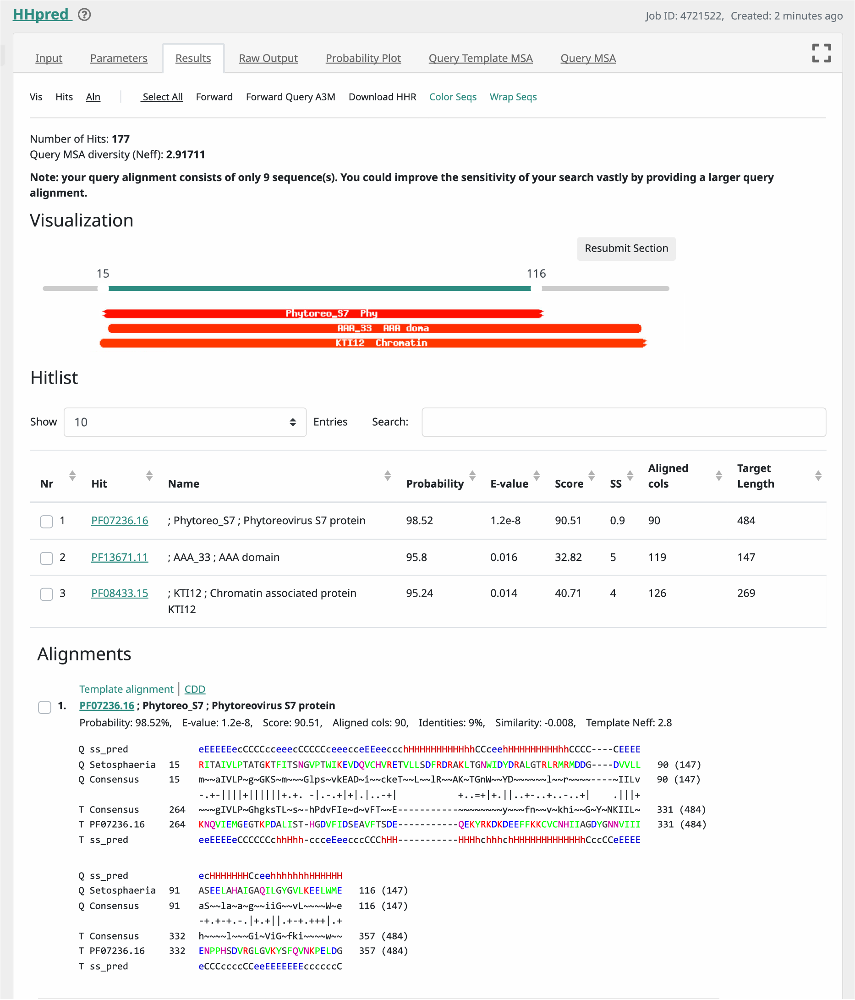 HHpred
Job ID: 4721522, Created: 2 minutes ago
Input Parameters Results Raw Output Probability Plot Query Template MSA Query MSA
Vis Hits Aln Select All Forward Forward Query A3M Download HHR Color Seqs Wrap Seqs
Number of Hits: 177
Query MSA diversity (Neff): 2.91711
Note: your query alignment consists of only 9 sequence(s). You could improve the sensitivity of your search vastly by providing a larger query
alignment.
Visualization
Resubmit Section
15 116
Phytoreo_S7 Phy
AAA_33 AAA doma
KTI12 Chromatin
Hitlist
Show 10 Entries Search:
Nr Hit Name Probability E-value Score SS Aligned cols Target Length
1 PF07236.16 ; Phytoreo_S7 ; Phytoreovirus S7 protein 98.52 1.2e-8 90.51 0.9 90 484
2 PF13671.11 ; AAA_33 ; AAA domain 95.8 0.016 32.82 5 119 147
3 PF08433.15 ; KTI12 ; Chromatin associated protein 95.24 0.014 40.71 4 126 269
KTI12
Alignments
Template alignment | CDD
1. PF07236.16 ; Phytoreo_S7 ; Phytoreovirus S7 protein
Probability: 98.52%, E-value: 1.2e-8, Score: 90.51, Aligned cols: 90, Identities: 9%, Similarity: -0.008, Template Neff: 2.8
Q ss_pred eEEEEEecCCCCcceeecCCCCCceeecceEEeeccchHHHHHHHHHHhhCCceehHHHHHHHHHhhCCCC----CEEEE
Q Setosphaeria 15 RITAIVLPTATGKTFITSNGVPTWIKEVDQVCHVRETVLLSDFRDRAKLTGNWIDYDRALGTRLRMRMDDG----DVVLL 90 (147)
Q Consensus 15 m~~aIVLP~g~GKS~m~~~Glps~vkEAD~i~~ckeT~~L~~lR~~AK~TGnW~~YD~~~~~~l~~r~~~~----~IILv 90 (147)
-.+-||||+||||||+.+. -|.-.+|+|.|..-+| +..=+|+.||..+-..+..-..+| .|||+
T Consensus 264 ~~~gIVLP~GhgksTL~s~-hPdvFIe~d~vFT~~E-----------~~~~~~~~y~~~fn~~v~khi~~G~Y~NKIIL~ 331 (484)
T PF07236.16 264 KNQVIEMGEGTKPDALIST-HGDVFIDSEAVFTSDE-----------QEKYRKDKDEEFFKKCVCNHIIAGDYGNNVIII 331 (484)
T ss_pred eeEEEEeCCCCCCchhHhh-ccceEeecccCCChHH-----------HHHhchhhchHHHHHHHHHHHHhCccCCeEEEE
Q ss_pred ecHHHHHHHCceehhhhhhhHHHHHH
Q Setosphaeria 91 ASEELAHAIGAQILGYGVLKEELWME 116 (147)
Q Consensus 91 aS~~la~a~g~~iiG~~vL~~~~W~e 116 (147)
-+.+-+.-.|+.+||.+-+.+++|.+
T Consensus 332 h~~~~l~~~Gi~ViG~fki~~~~w~~ 357 (484)
T PF07236.16 332 ENPPHSDVRGLGVKYSFQVNKPELDG 357 (484)
T ss_pred eCCCccccCCeeEEEEEEEccccccC